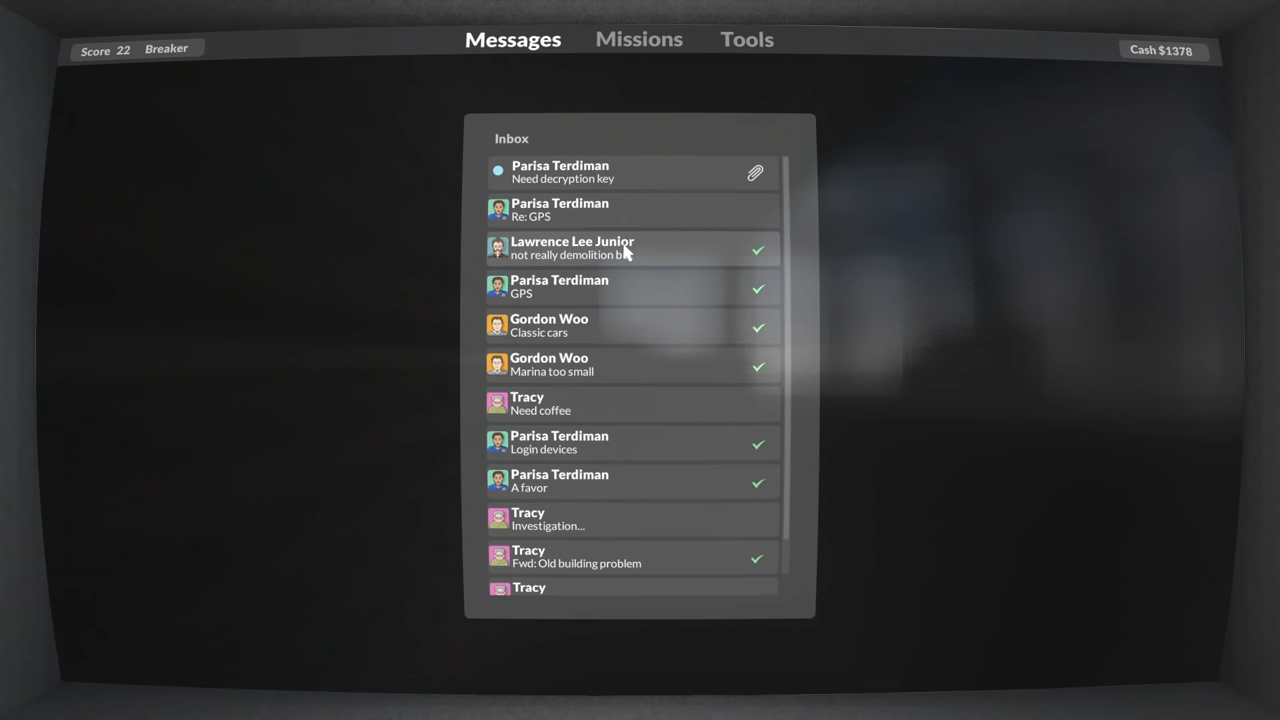 Score 22 Breaker
Messages Missions Tools
Cash $1378
Inbox
Parisa Terdiman
Need decryption key
Parisa Terdiman
Re: GPS
Lawrence Lee Junior
not really demolition
Parisa Terdiman
GPS
Gordon Woo
Classic cars
Gordon Woo
Marina too small
Tracy
Need coffee
Parisa Terdiman
Login devices
Parisa Terdiman
A favor
Tracy
Investigation...
Tracy
Fwd: Old building problem
Tracy